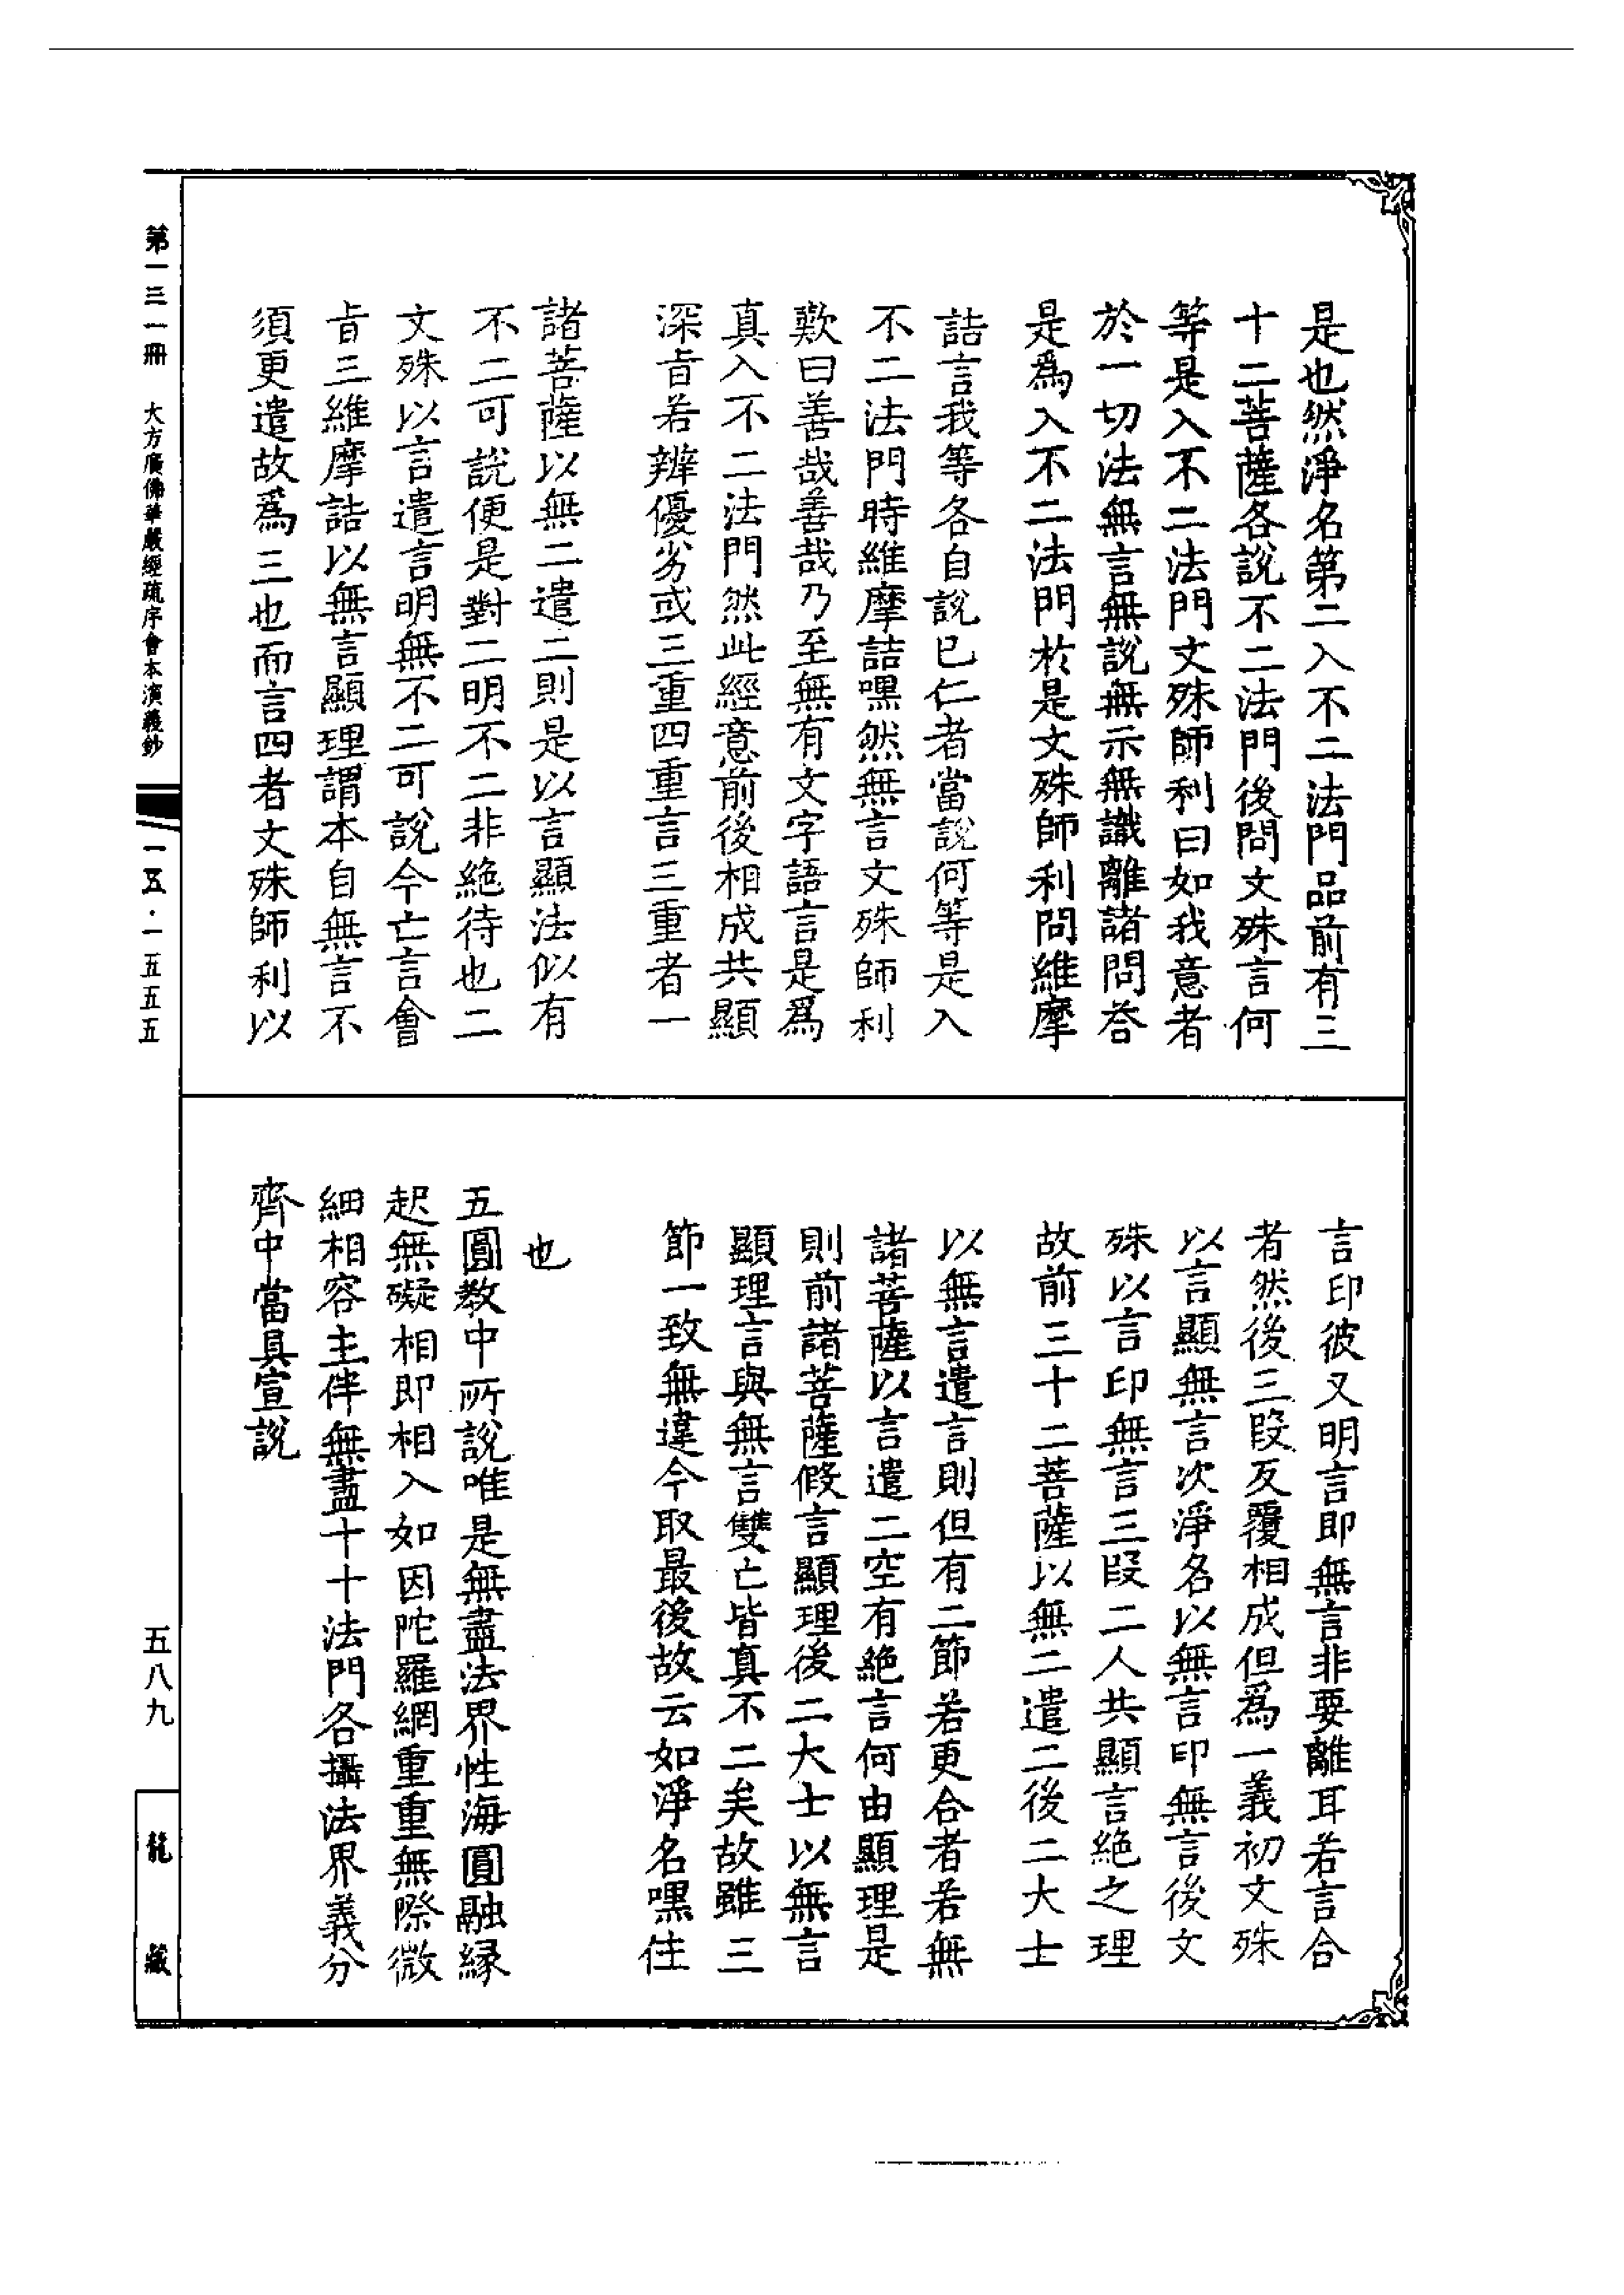 是也然淨名第二入不二法門品前有三
十二菩薩各說不二法門後問文殊言何
等是入不二法門文殊師利曰如我意者
於一切法無言無說無示無識離諸問荅
是爲入不二法門於是文殊師利問維摩
詰言我等各自說已仁者當說何等是入
不二法門時維摩詰嘿然無言文殊師利
歎曰善哉善哉乃至無有文字語言是爲
真入不二法門然此經意前後相成共顯
深旨若辨優劣或三重四重言三重者一
諸菩薩以無二遣二則是以言顯法似有
不二可說便是對二明不二非絶待也二
文殊以言遣言明無不二可說今亡言會
旨三維摩詰以無言顯理謂本自無言不
須更遣故爲三也而言四者文殊師利以
言印彼又明言即無言非要離耳若言合
者然後三段反覆相成但爲一義初文殊
以言顯無言次淨名以無言印無言後文
殊以言印無言三段二人共顯言絶之理
故前三十二菩薩以無二遣二後二大士
以無言遣言則但有二節若更合者若無
諸菩薩以言遣二空有絶言何由顯理是
則前諸菩薩假言顯理後二大士以無言
顯理言與無言雙亡皆真不二矣故雖三
節一致無違今取最後故云如淨名嘿住
也
五圓教中所說唯是無盡法界性海圓融緣
起無礙相即相入如因陀羅網重重無際微
細相容主伴無盡十十法門各攝法界義分
齊中當具宣說
第一三一冊 大方廣佛華嚴經疏序會本演義鈔
一五·一五五五
五八九
龍藏